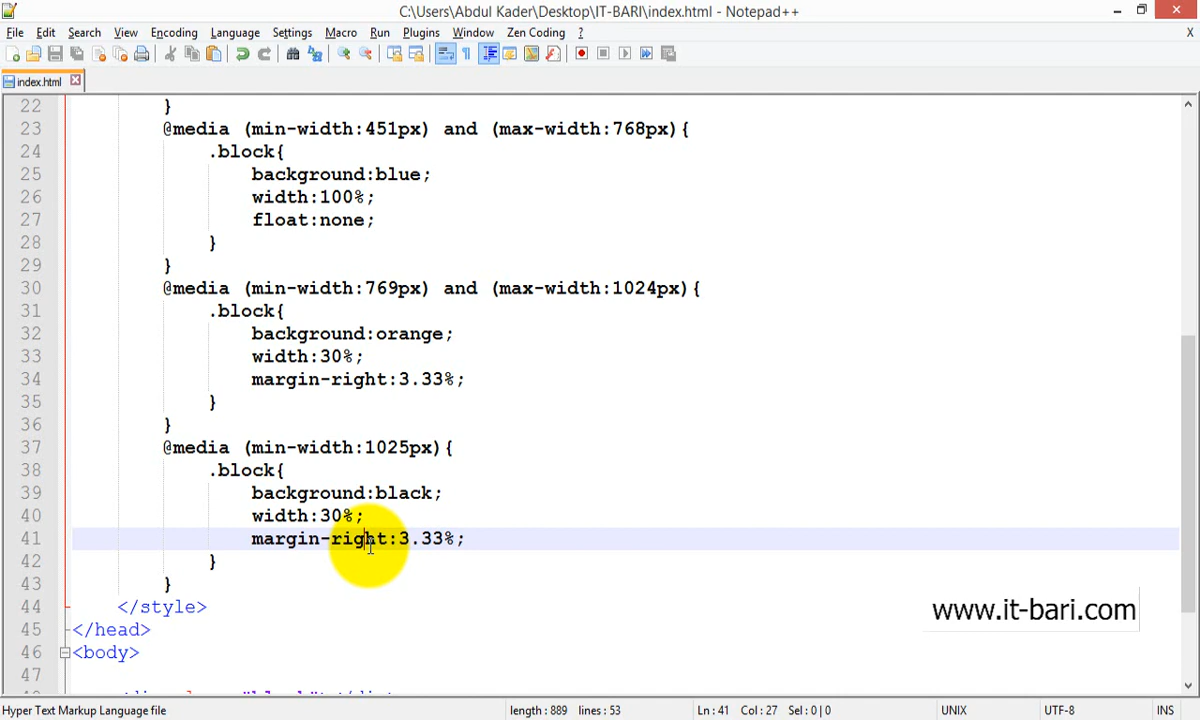 C:\Users\Abdul Kader\Desktop\IT-BARI\index.html - Notepad++
File Edit Search View Encoding Language Settings Macro Run Plugins Window Zen Coding ? X
index.html
22 }
23 @media (min-width:451px) and (max-width:768px){
24 .block{
25 background:blue;
26 width:100%;
27 float:none;
28 }
29 }
30 @media (min-width:769px) and (max-width:1024px){
31 .block{
32 background:orange;
33 width:30%;
34 margin-right:3.33%;
35 }
36 }
37 @media (min-width:1025px){
38 .block{
39 background:black;
40 width:30%;
41 margin-right:3.33%;
42 }
43 }
44 </style>
45 </head>
46 <body>
47
www.it-bari.com
Hyper Text Markup Language file length : 889 lines : 53 Ln : 41 Col : 27 Sel : 0 | 0 UNIX UTF-8 INS